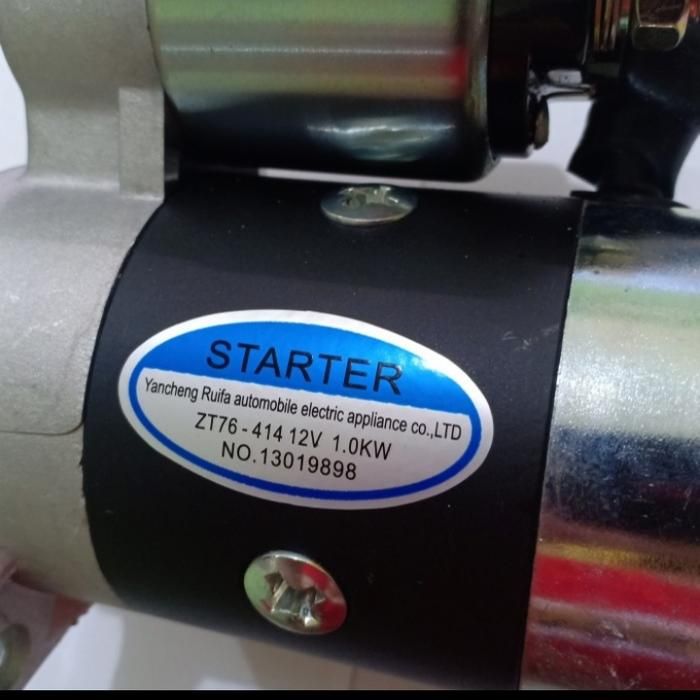 STARTER
Yancheng Ruifa automobile electric appliance co.,LTD
ZT76-414 12V 1.0KW
NO.13019898